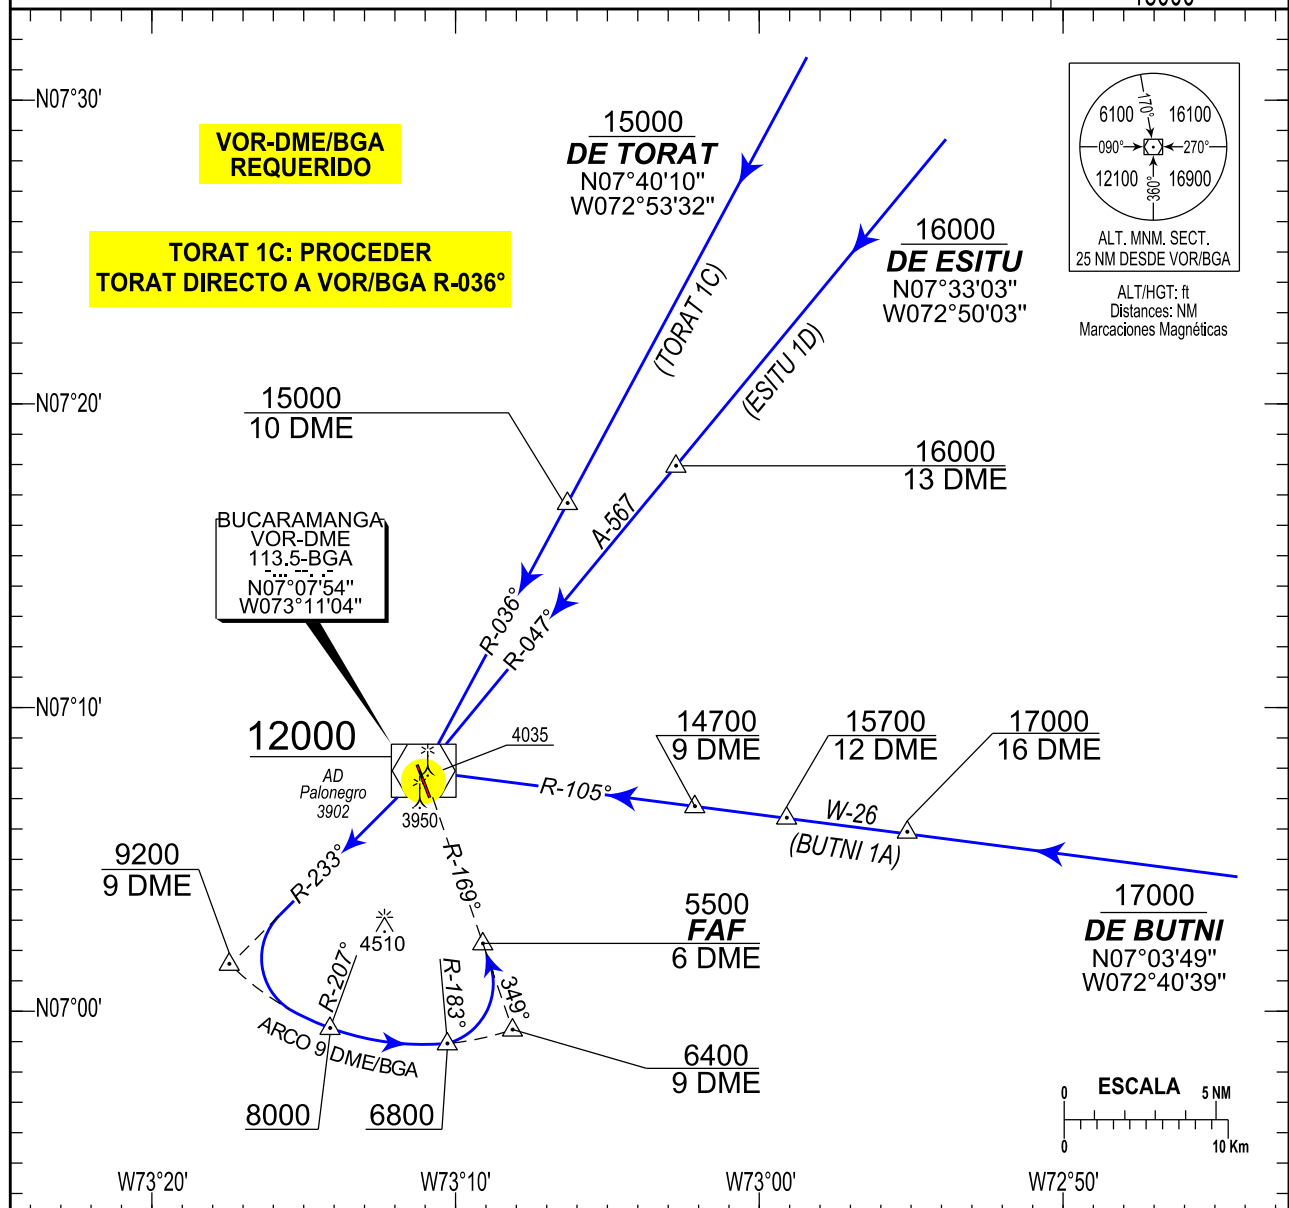 N07°30'
VOR-DME/BGA
REQUERIDO
TORAT 1C: PROCEDER
TORAT DIRECTO A VOR/BGA R-036°
15000
DE TORAT
N07°40'10"
W072°53'32"
16000
DE ESITU
N07°33'03"
W072°50'03"
6100
170°
16100
090°
270°
12100
360°
16900
ALT. MNM. SECT.
25 NM DESDE VOR/BGA
ALT/HGT: ft
Distances: NM
Marcaciones Magnéticas
(TORAT 1C)
(ESITU 1D)
N07°20'
15000
10 DME
16000
13 DME
A-567
BUCARAMANGA
VOR-DME
113.5-BGA
N07°07'54"
W073°11'04"
R-036°
R-047°
N07°10'
12000
4035
AD
Palonegro
3902
3950
14700
9 DME
15700
12 DME
17000
16 DME
R-105°
W-26
(BUTNI 1A)
9200
9 DME
R-233°
R-169°
5500
FAF
6 DME
17000
DE BUTNI
N07°03'49"
W072°40'39"
4510
R-207°
R-183°
349°
N07°00'
ARCO 9 DME/BGA
6400
9 DME
8000
6800
ESCALA
0
5 NM
0
10 Km
W73°20'
W73°10'
W73°00'
W72°50'